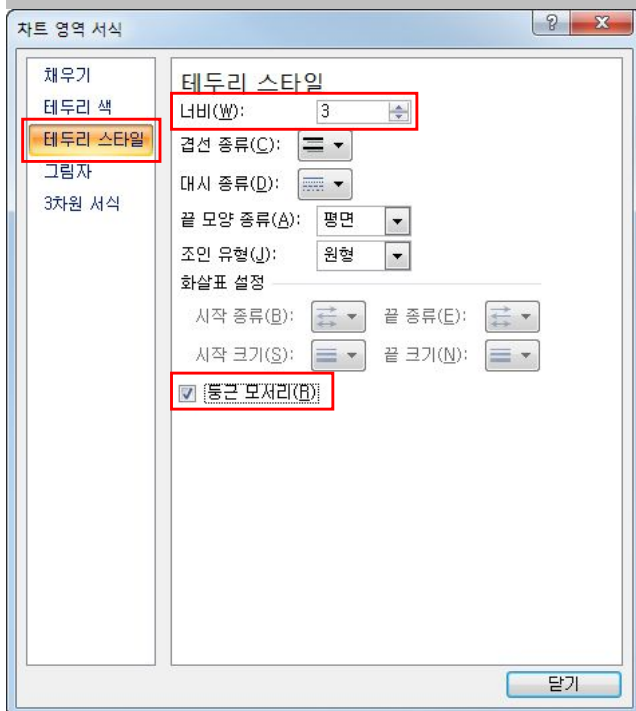 차트 영역 서식
채우기
테두리 색
테두리 스타일
그림자
3차원 서식
테두리 스타일
너비(W): 3
겹선 종류(C):
대시 종류(D):
끝 모양 종류(A): 평면
조인 유형(J): 원형
화살표 설정
시작 종류(B): 끝 종류(E):
시작 크기(S): 끝 크기(N):
둥근 모서리(R)
닫기